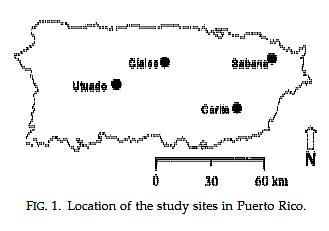 Ciales
Sabana
Utuado
Carite
N
0 30 60 km
FIG. 1. Location of the study sites in Puerto Rico.